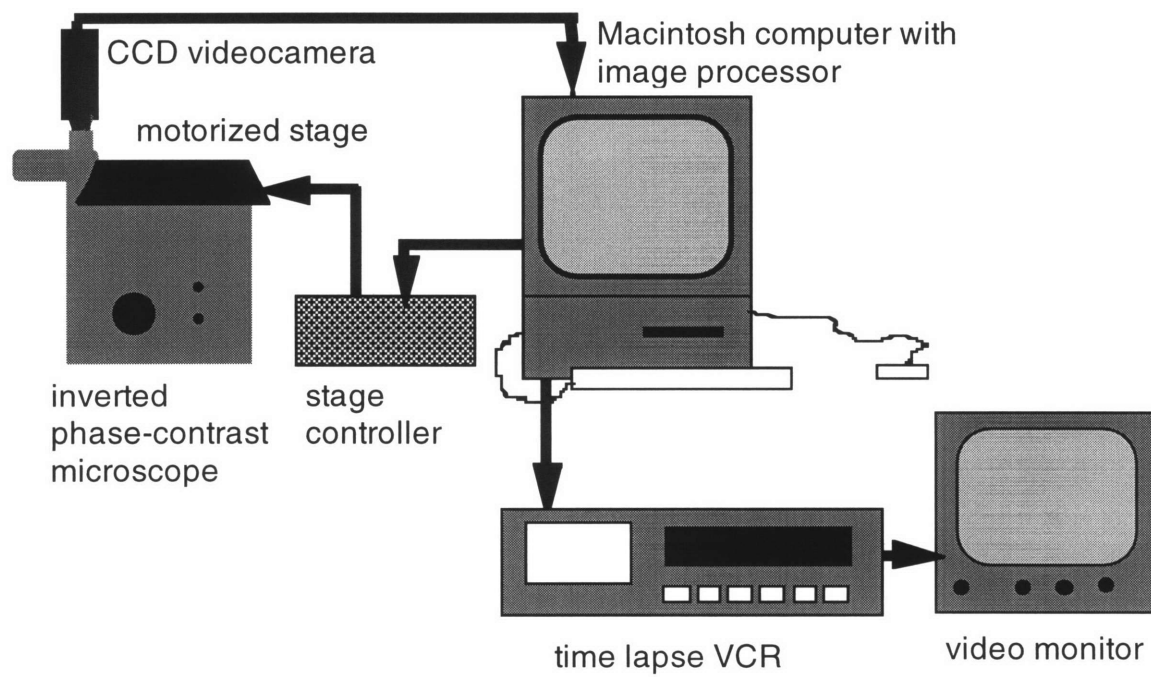 CCD videocamera
Macintosh computer with
image processor
motorized stage
inverted
phase-contrast
microscope
stage
controller
time lapse VCR
video monitor